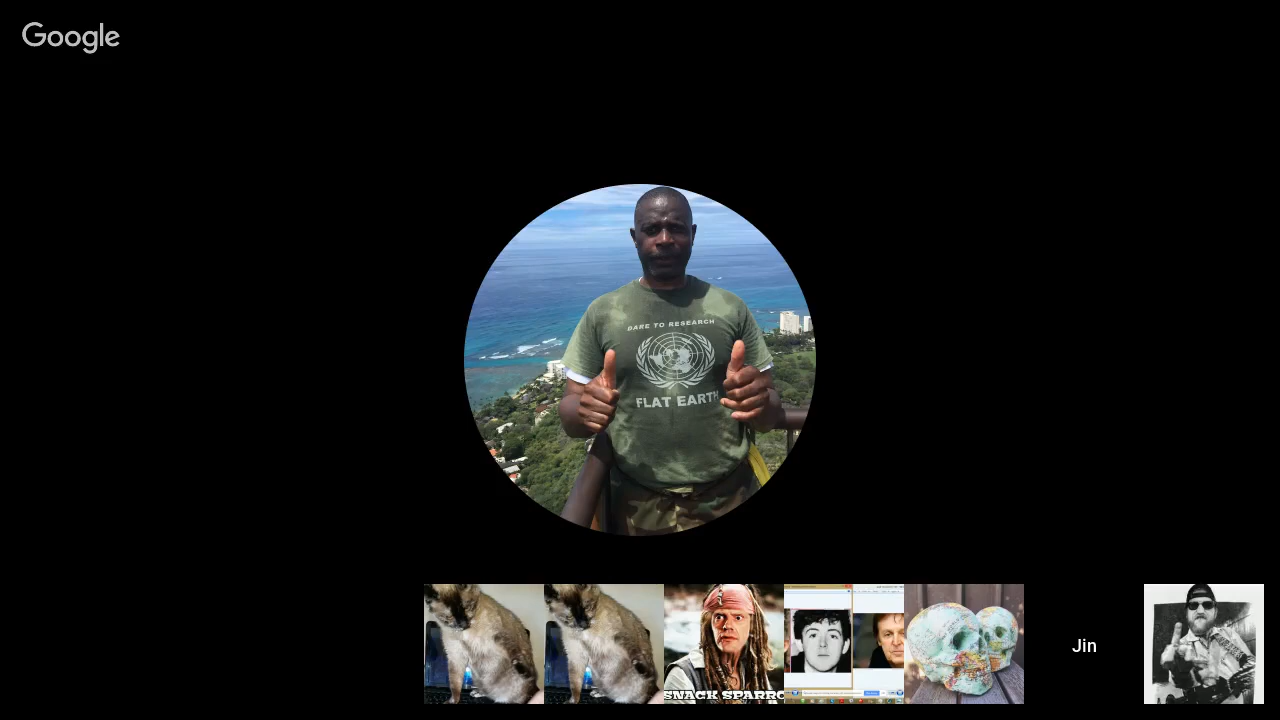 Google
DARE TO RESEARCH
FLAT EARTH
SNACK SPARRO
Jin